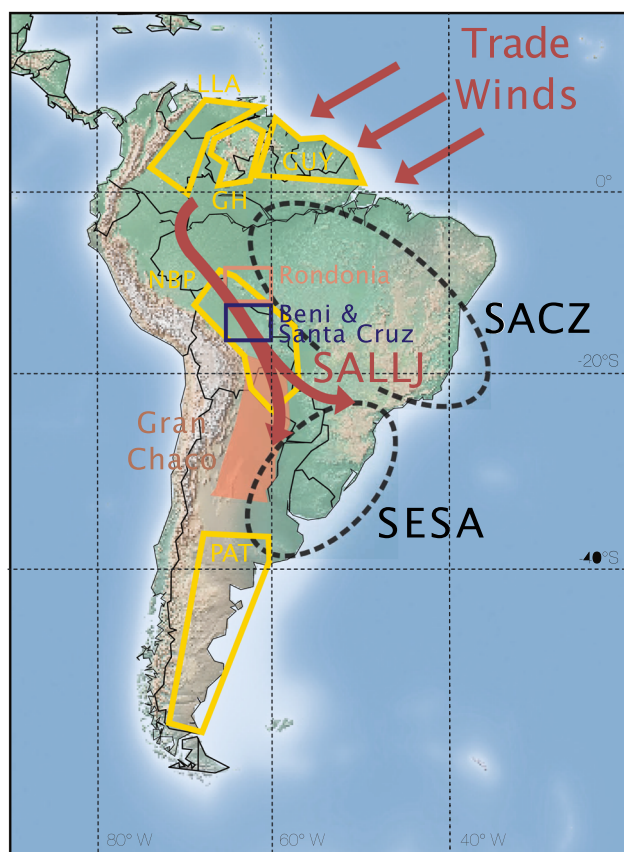 Trade
Winds
LLA
GUY
GH
0°
NBP
Rondonia
Beni &
Santa Cruz
SACZ
SALLJ
-20°S
Gran
Chaco
SESA
PAT
-40°S
80° W
60° W
40° W